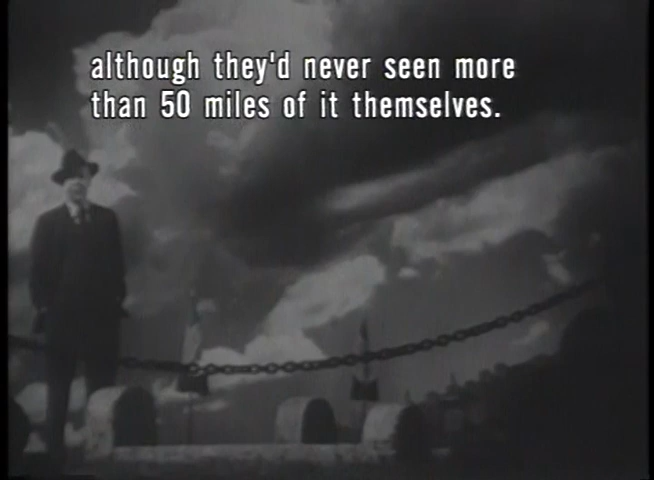 although they'd never seen more
than 50 miles of it themselves.